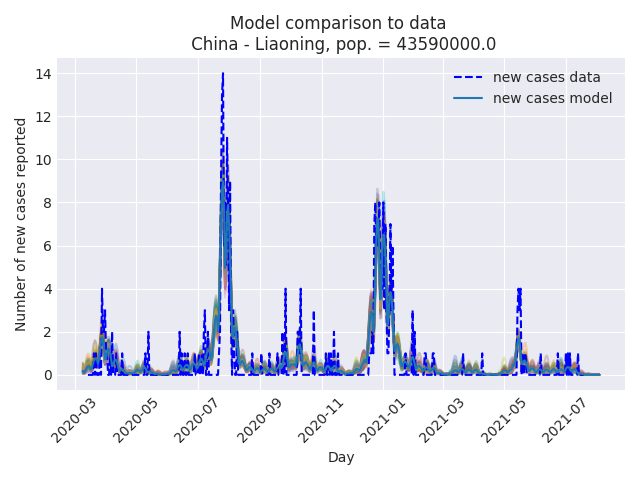 Model comparison to data
China - Liaoning, pop. = 43590000.0
new cases data
new cases model
Number of new cases reported
14
12
10
8
6
4
2
0
2020-03
2020-05
2020-07
2020-09
2020-11
2021-01
2021-03
2021-05
2021-07
Day